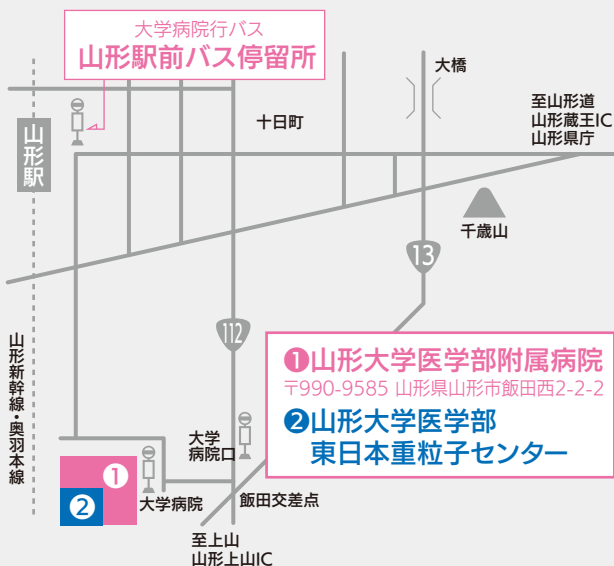 大学病院行バス
山形駅前バス停留所
大橋
十日町
至山形道
山形蔵王IC
山形県庁
山形駅
千歳山
13
112
山形新幹線・奥羽本線
❶山形大学医学部附属病院
〒990-9585 山形県山形市飯田西2-2-2
❷山形大学医学部
東日本重粒子センター
大学
病院口
1
2
大学病院
飯田交差点
至上山
山形上山IC